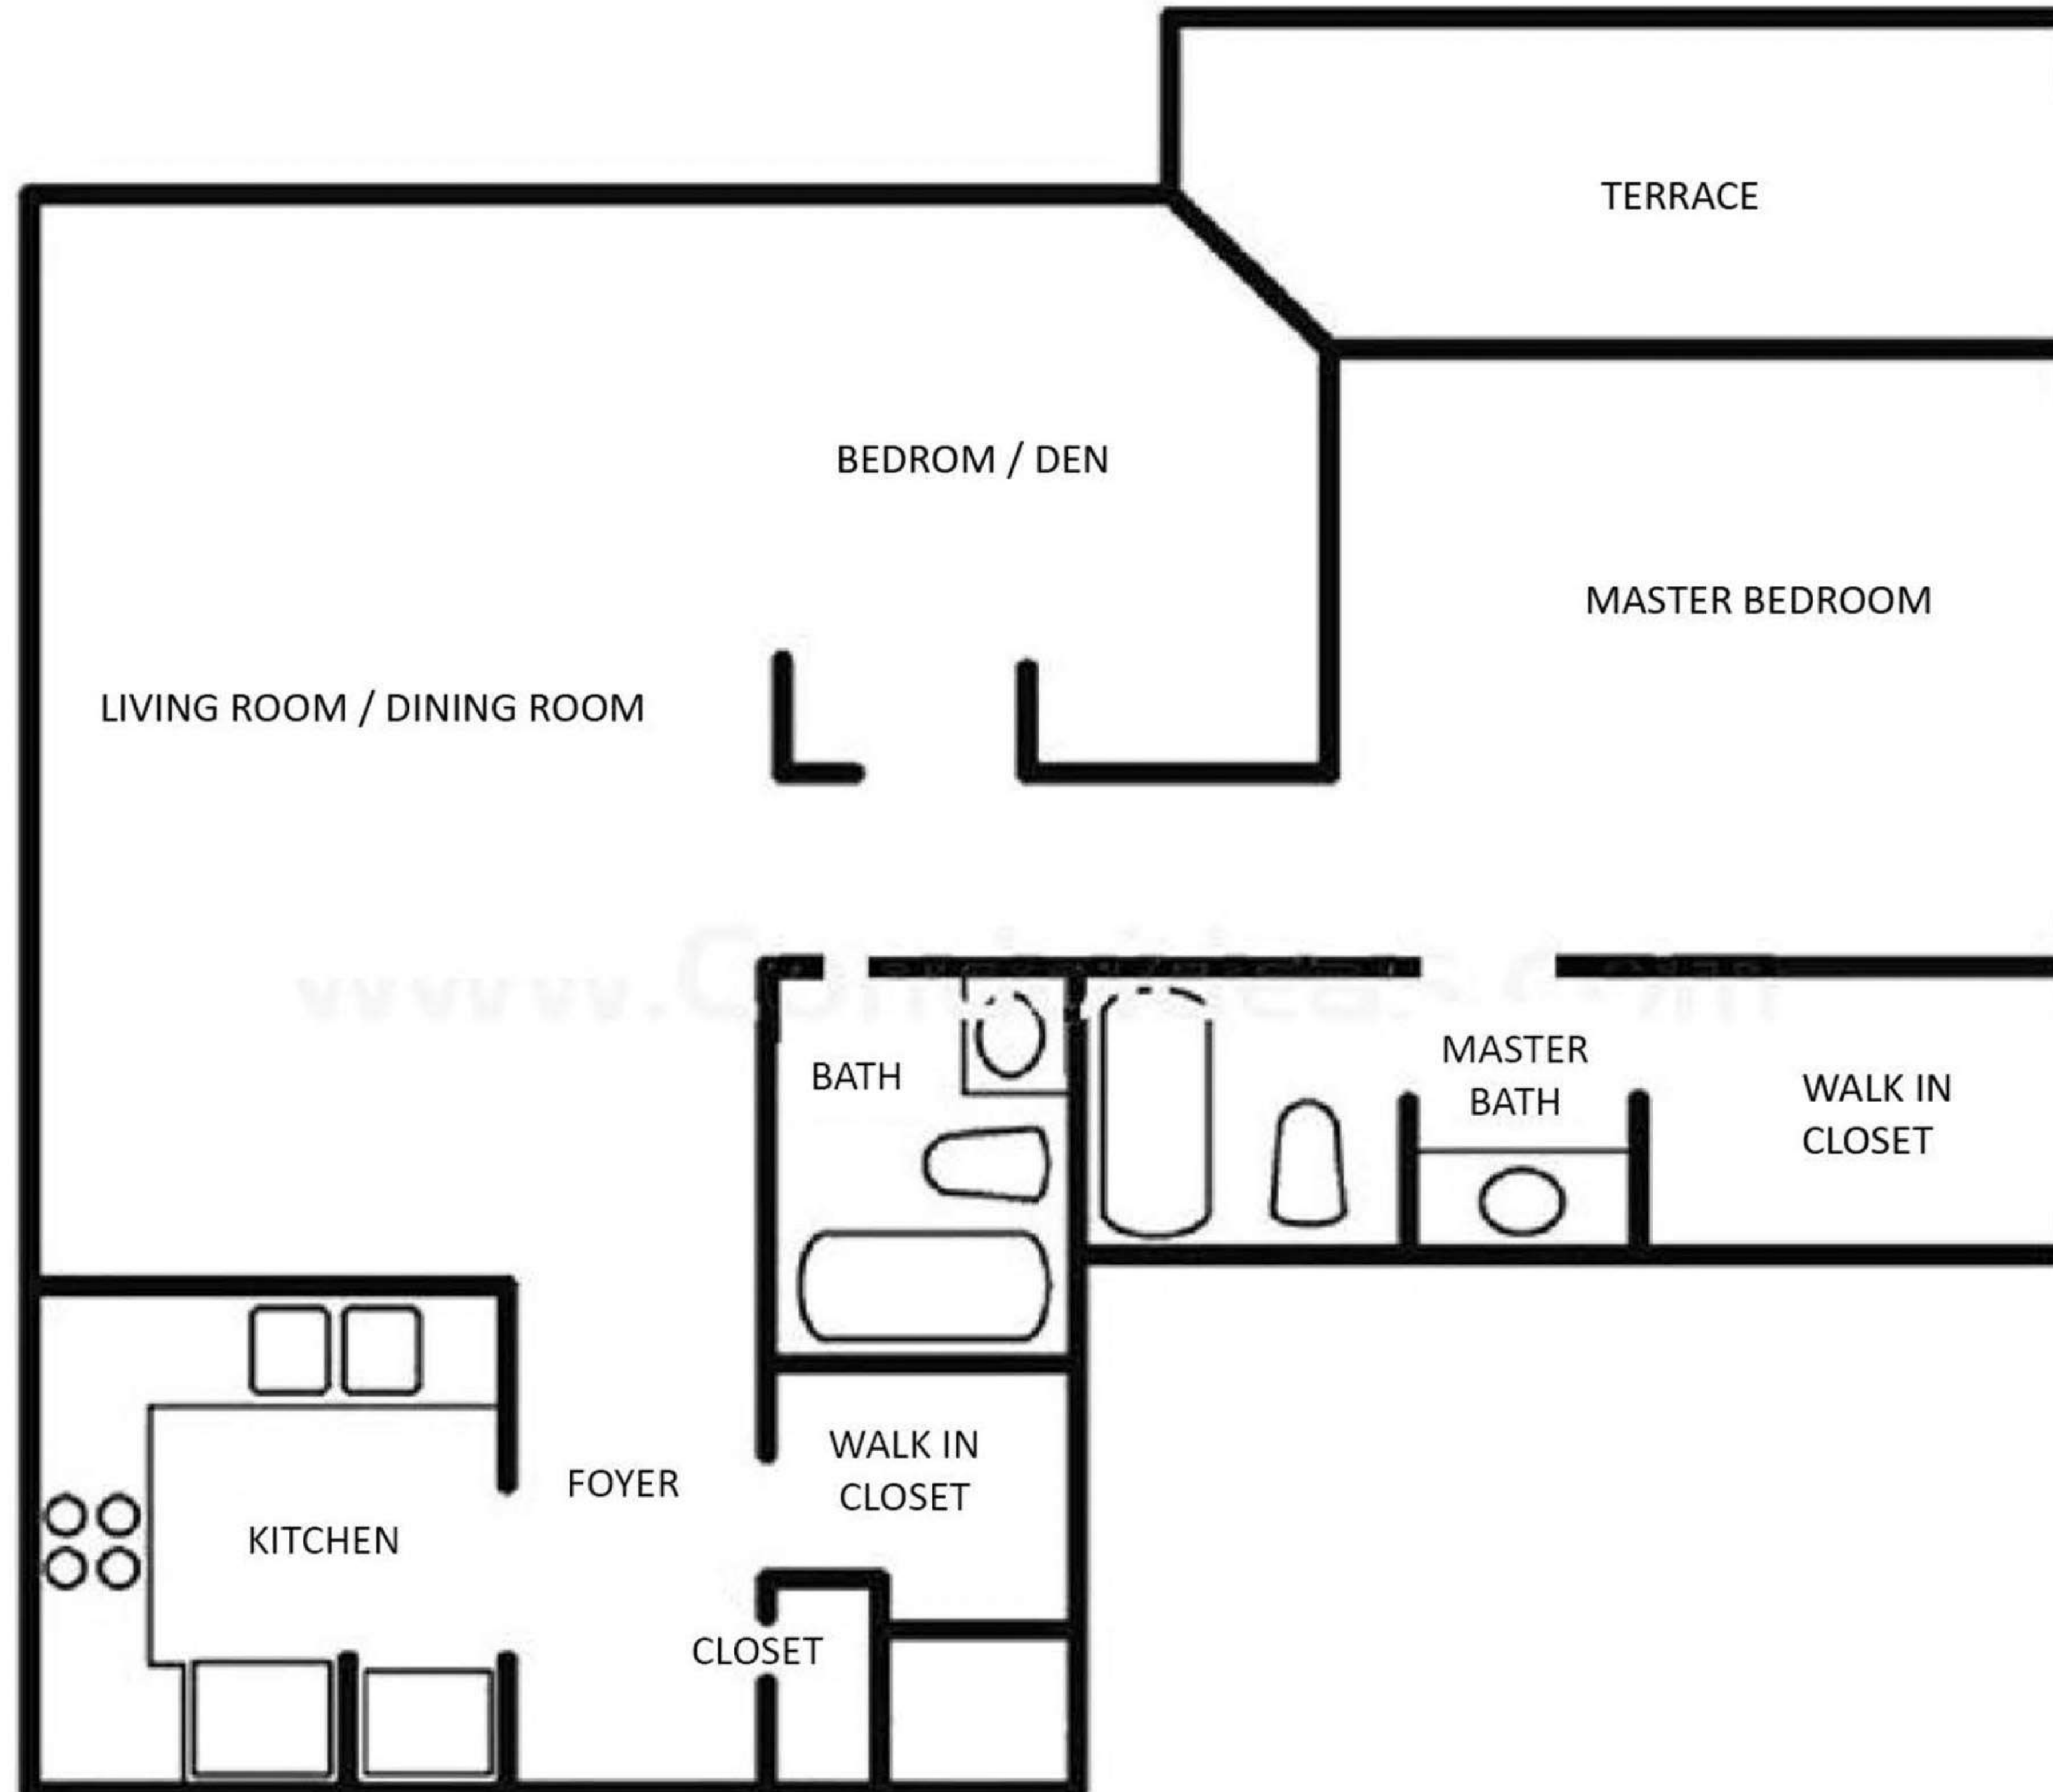 TERRACE
BEDROM / DEN
MASTER BEDROOM
LIVING ROOM / DINING ROOM
MASTER
BATH
BATH
WALK IN
CLOSET
WALK IN
CLOSET
FOYER
KITCHEN
CLOSET